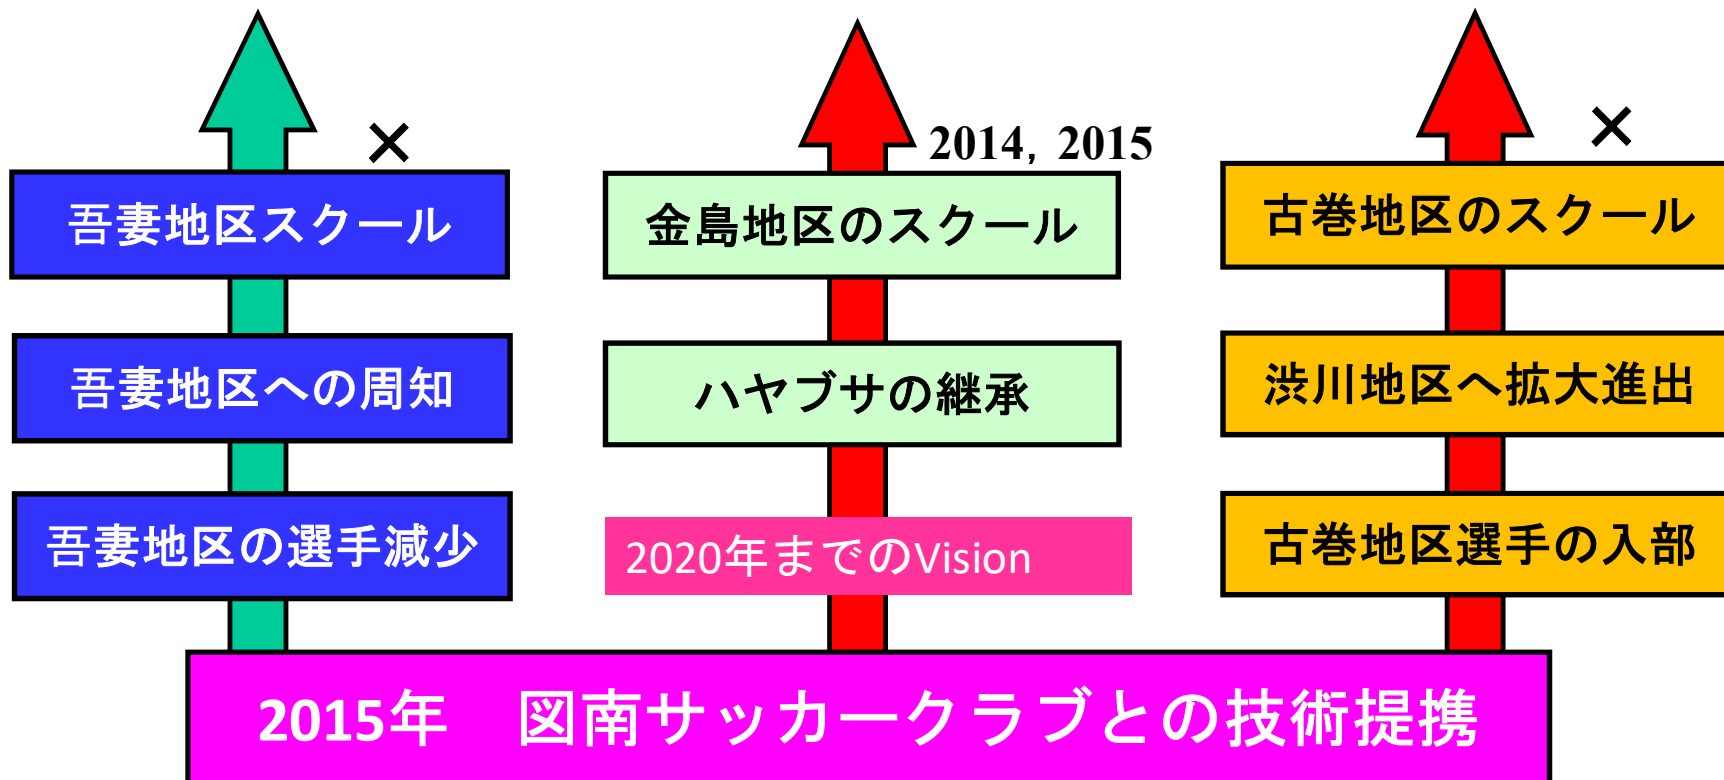 ×
吾妻地区スクール
吾妻地区への周知
吾妻地区の選手減少
2014，2015
金島地区のスクール
ハヤブサの継承
2020年までのVision
×
古巻地区のスクール
渋川地区へ拡大進出
古巻地区選手の入部
2015年　図南サッカークラブとの技術提携